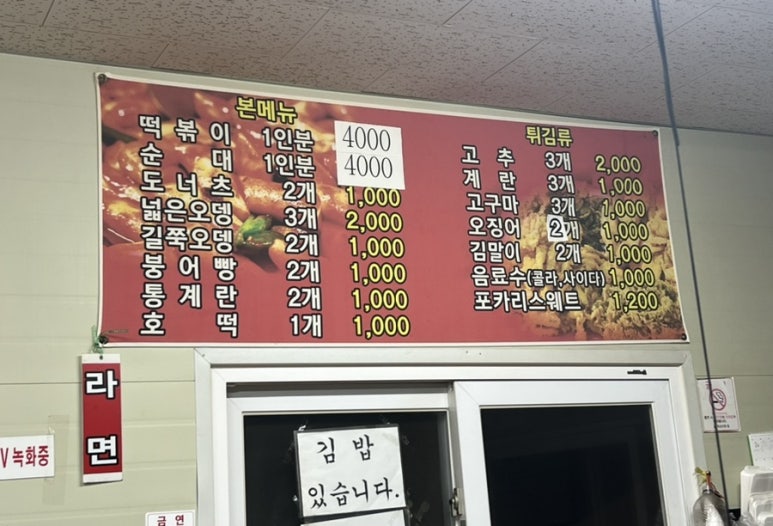 본메뉴
떡볶이 1인분 4000
순대 1인분 4000
도너츠 2개 1,000
넓은오뎅 3개 2,000
길쭉오뎅 2개 1,000
붕어빵 2개 1,000
통계란 2개 1,000
호떡 1개 1,000
튀김류
고추 3개 2,000
계란 3개 1,000
고구마 3개 1,000
오징어 2개 1,000
김말이 2개 1,000
음료수(콜라,사이다) 1,000
포카리스웨트 1,200
라면
V 녹화중
김밥
있습니다.
금연